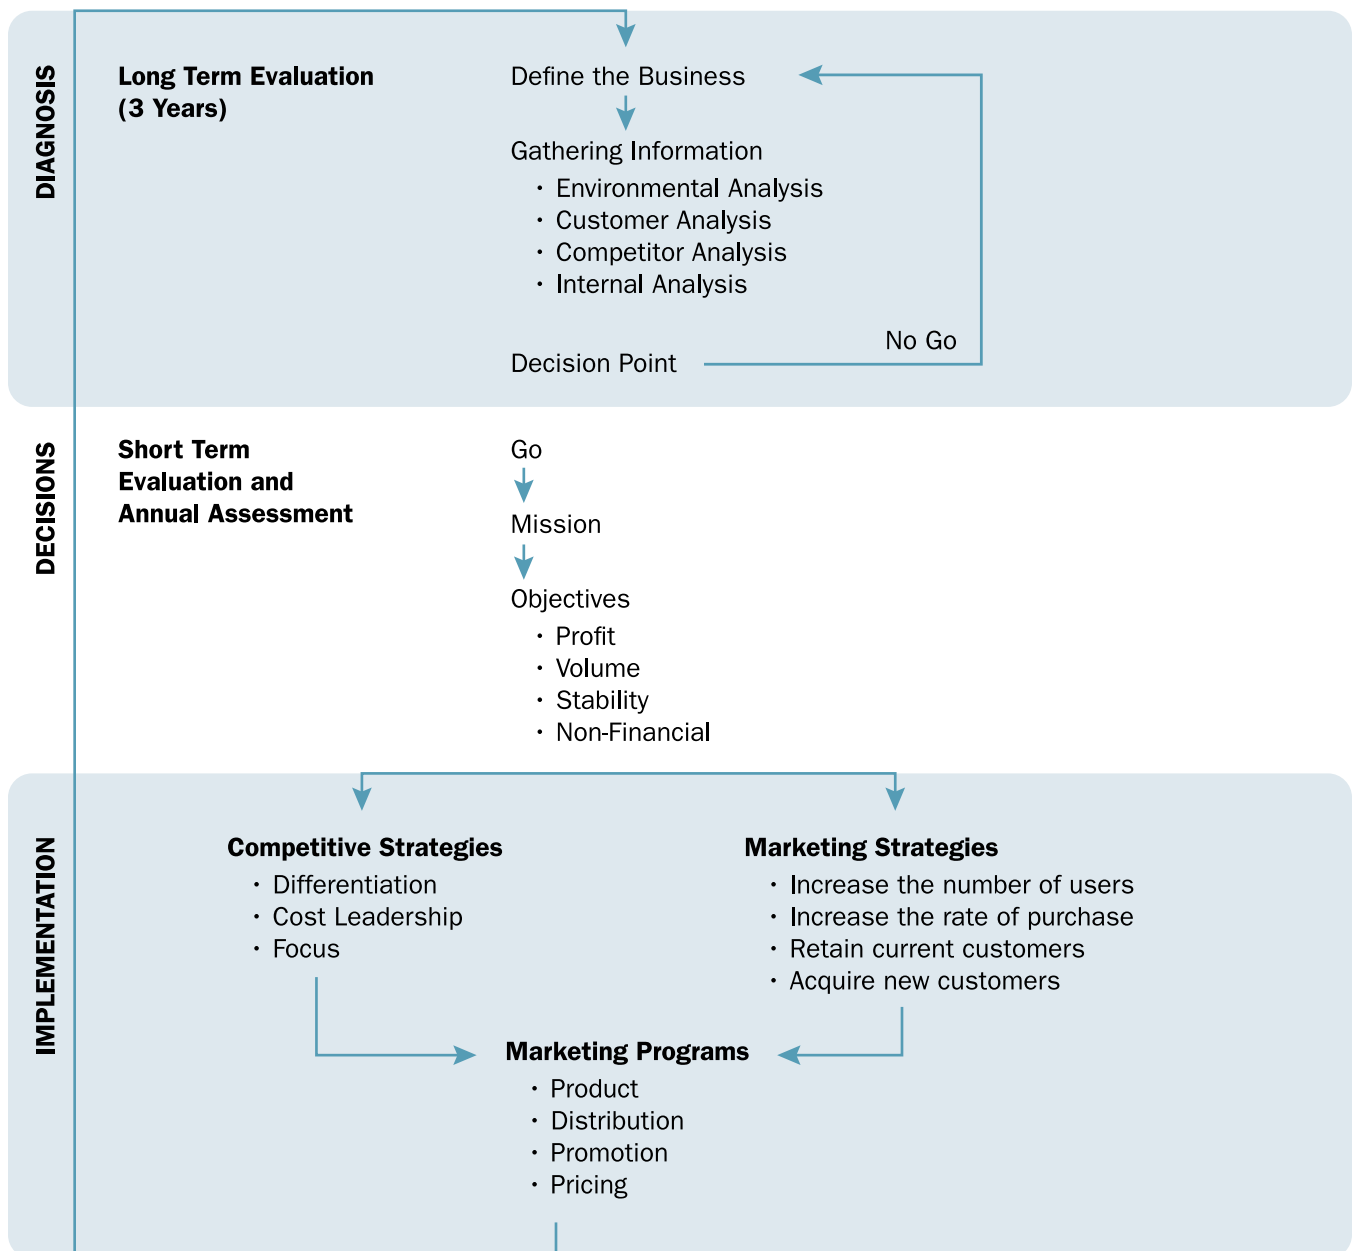 DIAGNOSIS
Long Term Evaluation
(3 Years)
Define the Business
Gathering Information
· Environmental Analysis
· Customer Analysis
· Competitor Analysis
· Internal Analysis
No Go
Decision Point
DECISIONS
Short Term
Evaluation and
Annual Assessment
Go
Mission
Objectives
· Profit
· Volume
· Stability
· Non-Financial
IMPLEMENTATION
Competitive Strategies
· Differentiation
· Cost Leadership
· Focus
Marketing Strategies
· Increase the number of users
· Increase the rate of purchase
· Retain current customers
· Acquire new customers
Marketing Programs
· Product
· Distribution
· Promotion
· Pricing